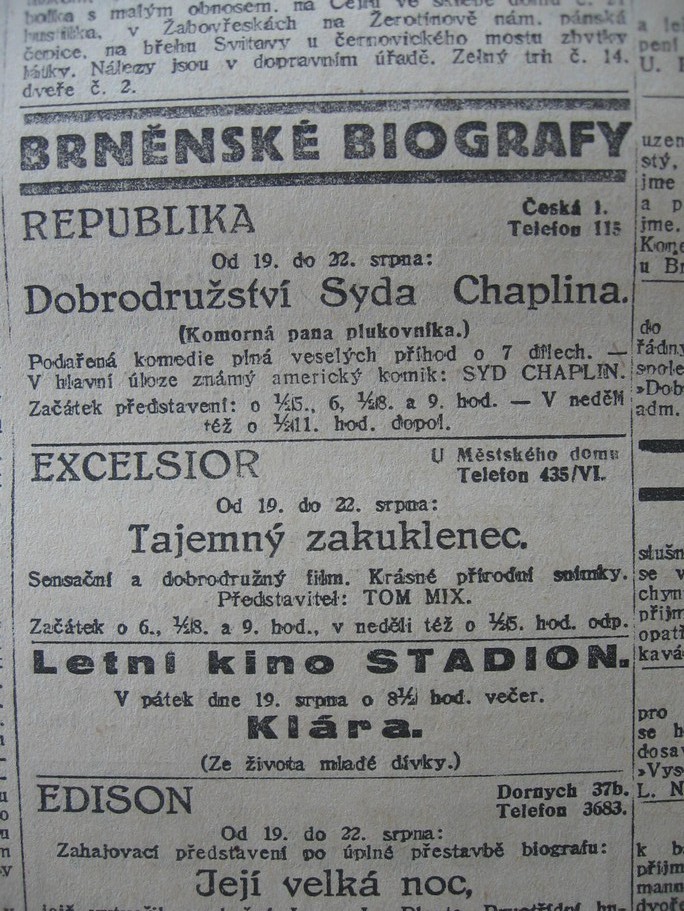 s malým obnosem, na
v Žabovřeskách na Žerotínově nám. pánská
čepice, na břehu Svitavy u černovického mostu zbytky
látky. Nálezy jsou v dopravním úřadě. Zelný trh č. 14.
dveře č. 2.
BRNĚNSKÉ BIOGRAFY
REPUBLIKA
Česká 1.
Telefon 115
Od 19. do 22. srpna:
Dobrodružství Syda Chaplina.
(Komorná pana plukovníka.)
Podařená komedie plná veselých příhod o 7 dílech. —
V hlavní úloze známý americký komik: SYD CHAPLIN.
Začátek představení: o ½5., 6, ½8. a 9. hod. — V neděli
též o ½11. hod. dopol.
EXCELSIOR
U Městského domu
Telefon 435/VI.
Od 19. do 22. srpna:
Tajemný zakuklenec.
Sensační a dobrodružný film. Krásné přírodní snímky.
Představitel: TOM MIX.
Začátek o 6., ½8. a 9. hod., v neděli též o ½5. hod. odp.
Letní kino STADION.
V pátek dne 19. srpna o 8½ hod. večer.
Klára.
(Ze života mladé dívky.)
EDISON
Dornych 37b.
Telefon 3683.
Od 19. do 22. srpna:
Zahajovací představení po úplné přestavbě biografu:
Její velká noc,